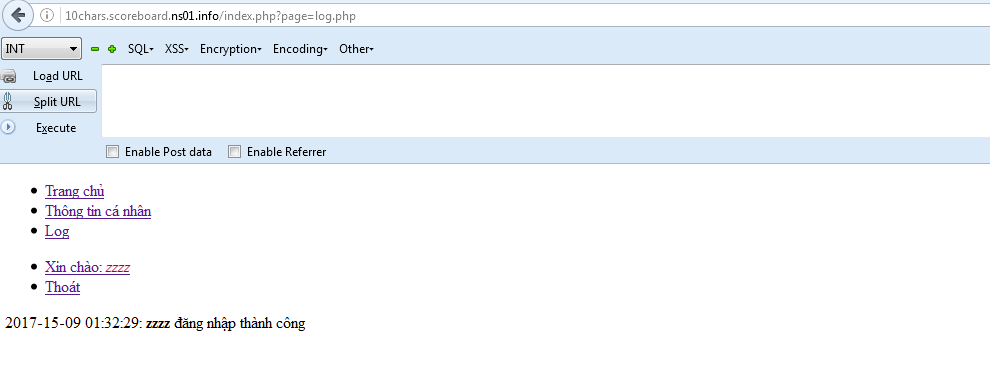 10chars.scoreboard.ns01.info/index.php?page=log.php
INT SQL XSS Encryption Encoding Other
Load URL
Split URL
Execute
Enable Post data Enable Referrer
Trang chủ
Thông tin cá nhân
Log
Xin chào: zzzz
Thoát
2017-15-09 01:32:29: zzzz đăng nhập thành công